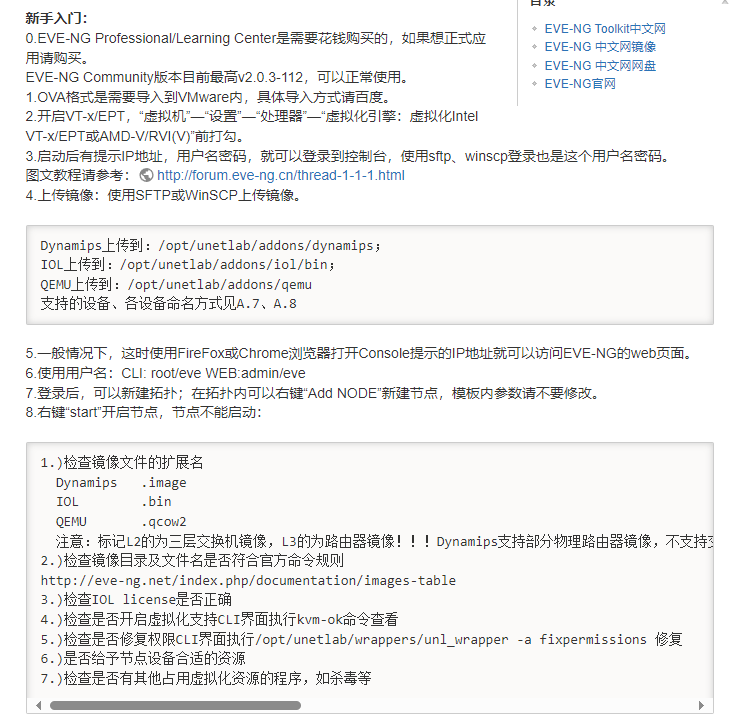 目录
EVE-NG Toolkit中文网
EVE-NG 中文网镜像
EVE-NG 中文网网盘
EVE-NG官网
新手入门：
0.EVE-NG Professional/Learning Center是需要花钱购买的，如果想正式应
用请购买。
EVE-NG Community版本目前最高v2.0.3-112，可以正常使用。
1.OVA格式是需要导入到VMware内，具体导入方式请百度。
2.开启VT-x/EPT，“虚拟机”—“设置”—“处理器”—“虚拟化引擎：虚拟化Intel
VT-x/EPT或AMD-V/RVI(V)”前打勾。
3.启动后有提示IP地址，用户名密码，就可以登录到控制台，使用sftp、winscp登录也是这个用户名密码。
图文教程请参考： http://forum.eve-ng.cn/thread-1-1-1.html
4.上传镜像：使用SFTP或WinSCP上传镜像。
Dynamips上传到：/opt/unetlab/addons/dynamips;
IOL上传到：/opt/unetlab/addons/iol/bin;
QEMU上传到：/opt/unetlab/addons/qemu
支持的设备、各设备命名方式见A.7、A.8
5.一般情况下，这时使用FireFox或Chrome浏览器打开Console提示的IP地址就可以访问EVE-NG的web页面。
6.使用用户名：CLI: root/eve WEB:admin/eve
7.登录后，可以新建拓扑；在拓扑内可以右键“Add NODE”新建节点，模板内参数请不要修改。
8.右键“start”开启节点，节点不能启动：
1.)检查镜像文件的扩展名
Dynamips .image
IOL .bin
QEMU .qcow2
注意：标记L2的为三层交换机镜像，L3的为路由器镜像！！！Dynamips支持部分物理路由器镜像，不支持
2.)检查镜像目录及文件名是否符合官方命令规则
http://eve-ng.net/index.php/documentation/images-table
3.)检查IOL license是否正确
4.)检查是否开启虚拟化支持CLI界面执行kvm-ok命令查看
5.)检查是否修复权限CLI界面执行/opt/unetlab/wrappers/unl_wrapper -a fixpermissions 修复
6.)是否给予节点设备合适的资源
7.)检查是否有其他占用虚拟化资源的程序，如杀毒等